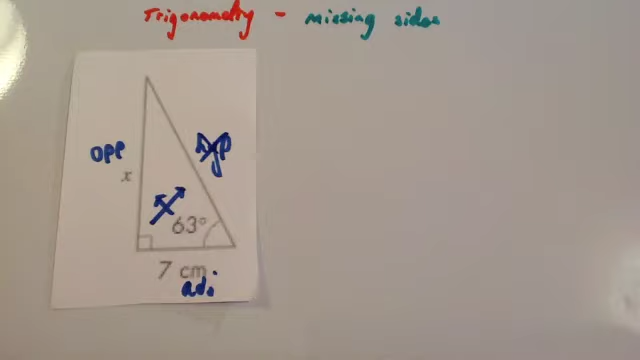 Trigonometry - missing sides
opp
hyp
x
63°
7 cm
adj